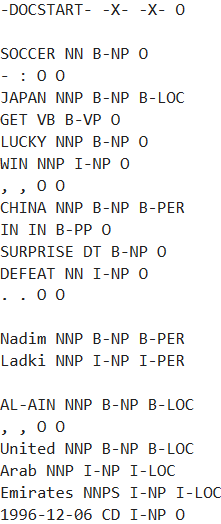 -DOCSTART- -X- -X- O
SOCCER NN B-NP O
- : O O
JAPAN NNP B-NP B-LOC
GET VB B-VP O
LUCKY NNP B-NP O
WIN NNP I-NP O
, , O O
CHINA NNP B-NP B-PER
IN IN B-PP O
SURPRISE DT B-NP O
DEFEAT NN I-NP O
. . O O
Nadim NNP B-NP B-PER
Ladki NNP I-NP I-PER
AL-AIN NNP B-NP B-LOC
, , O O
United NNP B-NP B-LOC
Arab NNP I-NP I-LOC
Emirates NNPS I-NP I-LOC
1996-12-06 CD I-NP O